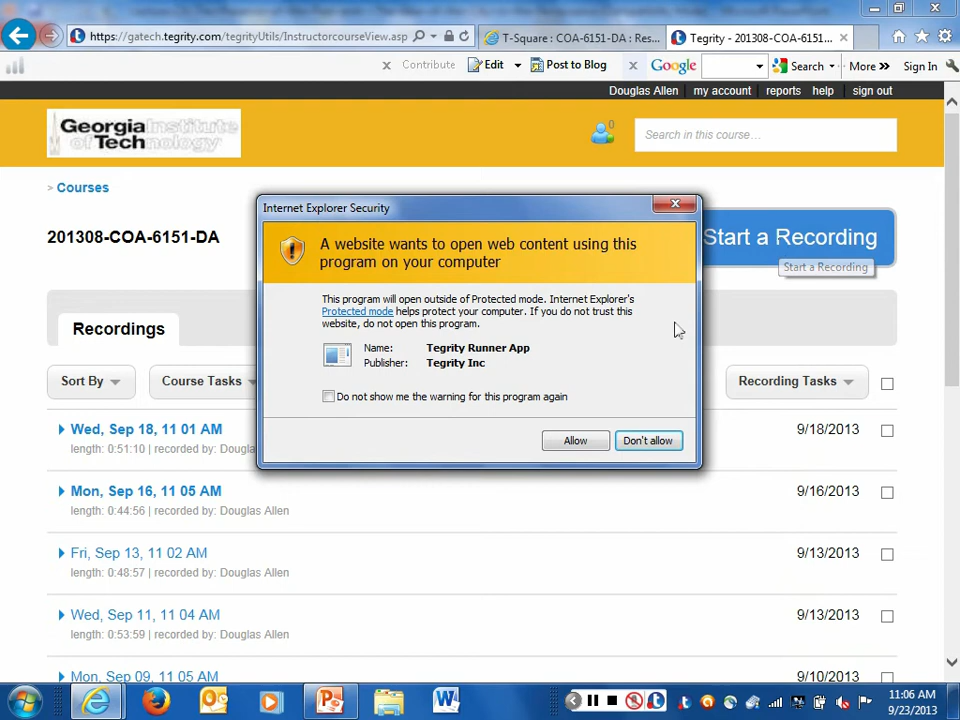 https://gatech.tegrity.com/tegrityUtils/InstructorcourseView.asp
T-Square : COA-6151-DA : Res...
Tegrity - 201308-COA-6151...
Contribute
Edit
Post to Blog
Google
Search
More »
Sign In
Douglas Allen
my account
reports
help
sign out
Georgia Institute
of Technology
0
Search in this course...
> Courses
201308-COA-6151-DA
Start a Recording
Start a Recording
Internet Explorer Security
A website wants to open web content using this
program on your computer
This program will open outside of Protected mode. Internet Explorer's
Protected mode helps protect your computer. If you do not trust this
website, do not open this program.
Name: Tegrity Runner App
Publisher: Tegrity Inc
Do not show me the warning for this program again
Allow
Don't allow
Recordings
Sort By
Course Tasks
Recording Tasks
Wed, Sep 18, 11 01 AM
9/18/2013
length: 0:51:10 | recorded by: Dougla
Mon, Sep 16, 11 05 AM
9/16/2013
length: 0:44:56 | recorded by: Douglas Allen
Fri, Sep 13, 11 02 AM
9/13/2013
length: 0:48:57 | recorded by: Douglas Allen
Wed, Sep 11, 11 04 AM
9/13/2013
length: 0:53:59 | recorded by: Douglas Allen
Mon, Sep 09, 11 05 AM
9/10/2013
11:06 AM
9/23/2013